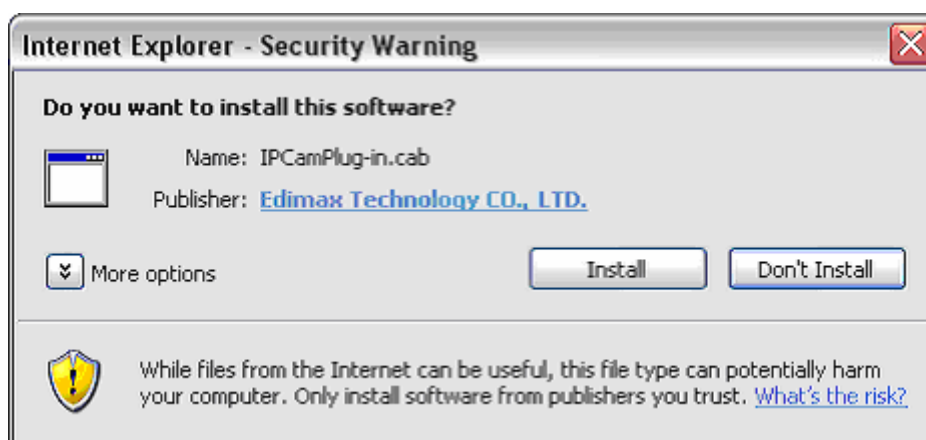 Internet Explorer - Security Warning
Do you want to install this software?
Name: IPCamPlug-in.cab
Publisher: Edimax Technology CO., LTD.
More options
Install
Don't Install
While files from the Internet can be useful, this file type can potentially harm
your computer. Only install software from publishers you trust. What's the risk?